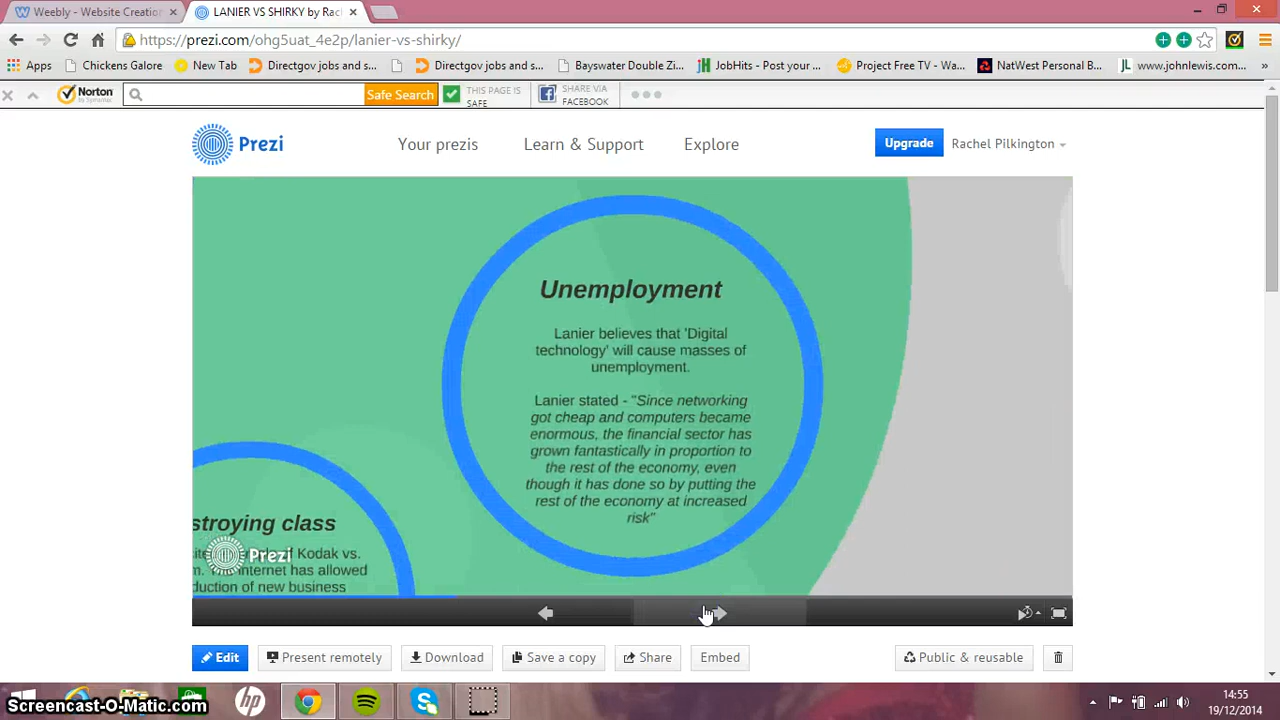 Weebly - Website Creation
LANIER VS SHIRKY by Rac
https://prezi.com/ohg5uat_4e2p/lanier-vs-shirky/
Apps Chickens Galore New Tab Directgov jobs and s... Directgov jobs and s... Bayswater Double Zi... JobHits - Post your ... Project Free TV - Wa... NatWest Personal B... www.johnlewis.com...
Norton
by Symantec
Safe Search
THIS PAGE IS
SAFE
SHARE VIA
FACEBOOK
Prezi Your prezis Learn & Support Explore Upgrade Rachel Pilkington
Unemployment
Lanier believes that 'Digital
technology' will cause masses of
unemployment.
Lanier stated - "Since networking
got cheap and computers became
enormous, the financial sector has
grown fantastically in proportion to
the rest of the economy, even
though it has done so by putting the
rest of the economy at increased
risk"
stroying class
Kodak vs.
internet has allowed
duction of new business
Prezi
Edit Present remotely Download Save a copy Share Embed Public & reusable
hp
14:55
19/12/2014
Screencast-O-Matic.com